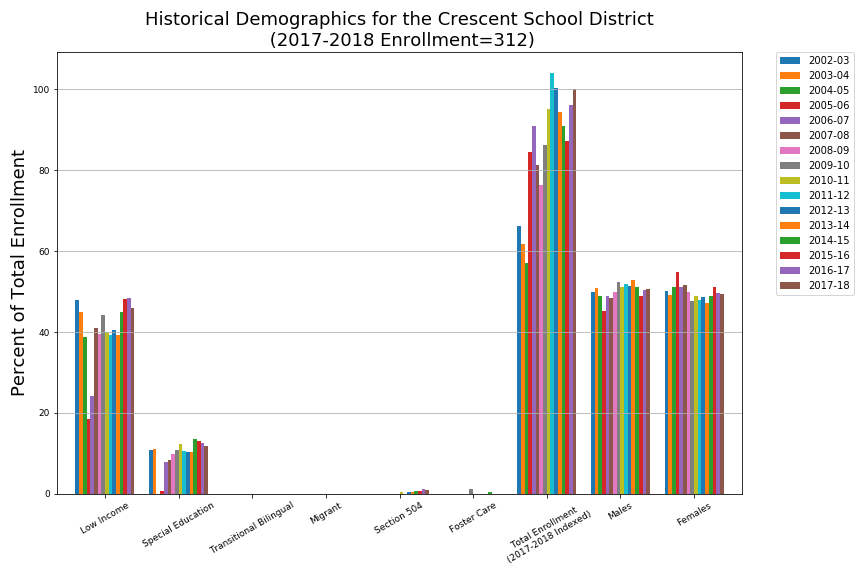 Historical Demographics for the Crescent School District
(2017-2018 Enrollment=312)
Percent of Total Enrollment
100
80
60
40
20
0
Low Income
Special Education
Transitional Bilingual
Migrant
Section 504
Foster Care
Total Enrollment
(2017-2018 Indexed)
Males
Females
2002-03
2003-04
2004-05
2005-06
2006-07
2007-08
2008-09
2009-10
2010-11
2011-12
2012-13
2013-14
2014-15
2015-16
2016-17
2017-18